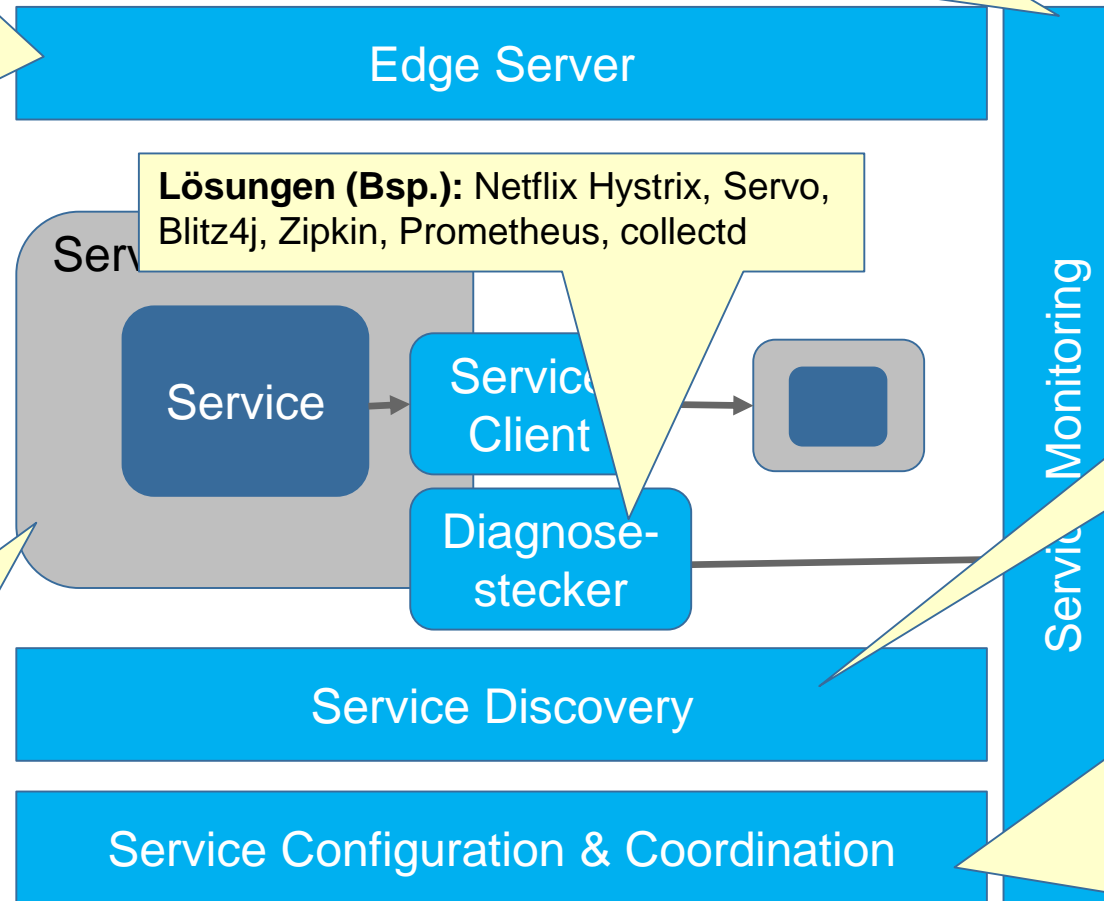 Edge Server
Lösungen (Bsp.): Netflix Hystrix, Servo,
Blitz4j, Zipkin, Prometheus, collectd
Service
Client
Diagnose-
stecker
Service Monitoring
Service Discovery
Service Configuration & Coordination